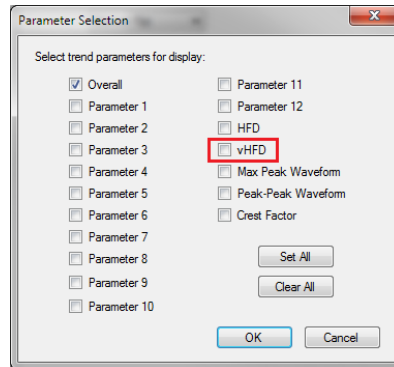 Parameter Selection
x
Select trend parameters for display:
Overall
Parameter 1
Parameter 2
Parameter 3
Parameter 4
Parameter 5
Parameter 6
Parameter 7
Parameter 8
Parameter 9
Parameter 10
Parameter 11
Parameter 12
HFD
vHFD
Max Peak Waveform
Peak-Peak Waveform
Crest Factor
Set All
Clear All
OK
Cancel